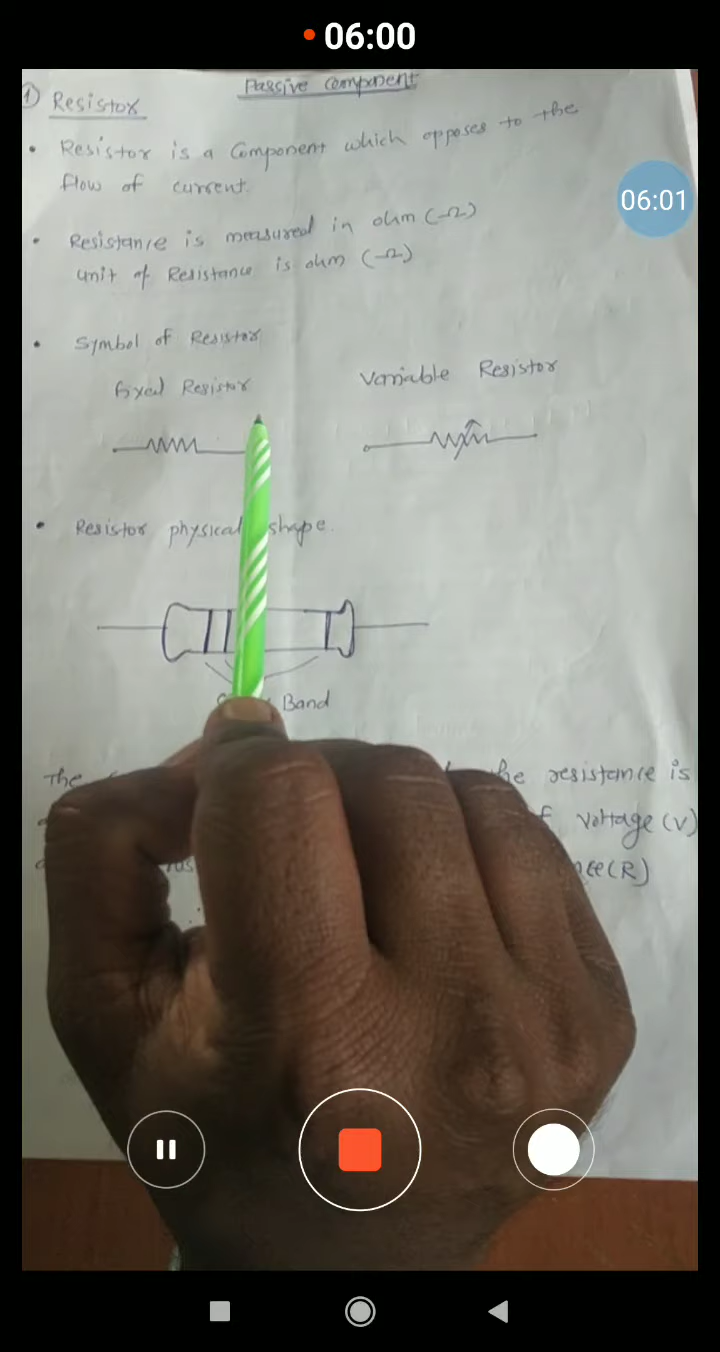 06:00
Passive Component
1) Resistor
• Resistor is a Component which opposes to the
flow of current.
06:01
• Resistance is measured in ohm (Ω)
unit of Resistance is ohm (Ω)
• Symbol of Resistor
fixed Resistor Variable Resistor
• Resistor physical shape.
Band
The the resistance is
voltage (V)
(R)